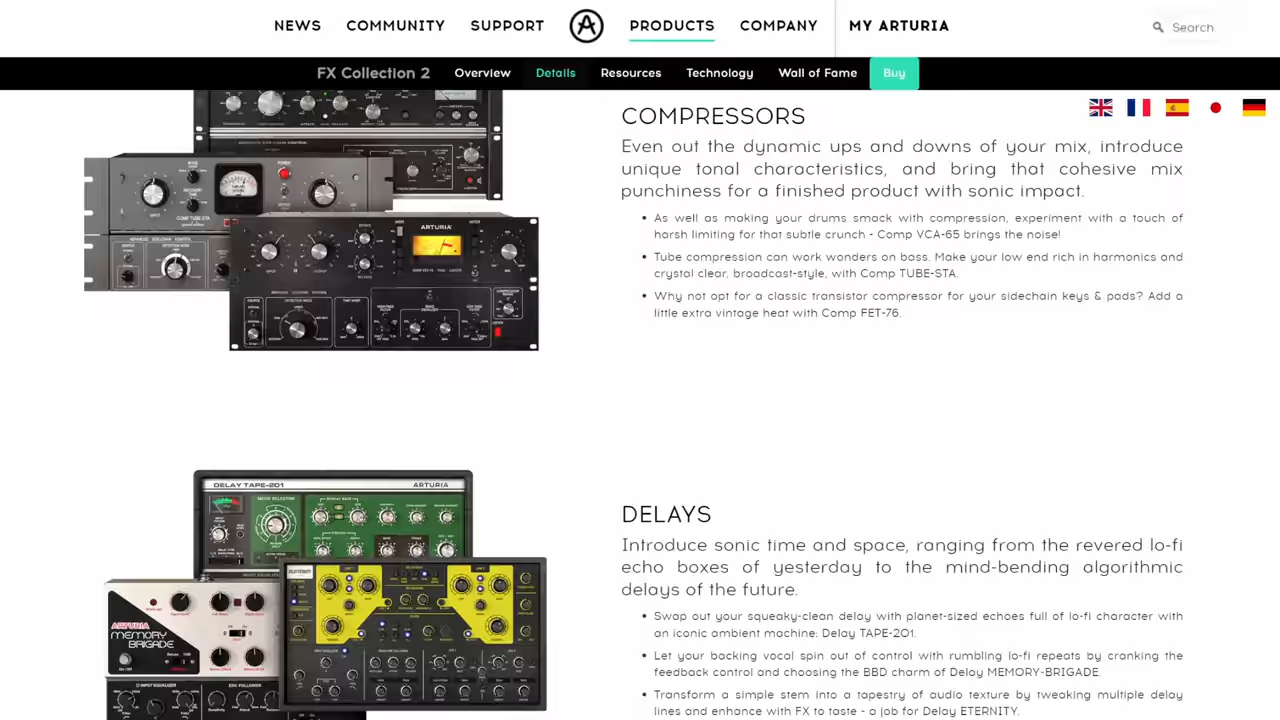 NEWS COMMUNITY SUPPORT PRODUCTS COMPANY MY ARTURIA Search
FX Collection 2 Overview Details Resources Technology Wall of Fame Buy
COMPRESSORS
Even out the dynamic ups and downs of your mix, introduce
unique tonal characteristics, and bring that cohesive mix
punchiness for a finished product with sonic impact.
• As well as making your drums smack with compression, experiment with a touch of
harsh limiting for that subtle crunch - Comp VCA-65 brings the noise!
• Tube compression can work wonders on bass. Make your low end rich in harmonics and
crystal clear, broadcast-style, with Comp TUBE-STA.
• Why not opt for a classic transistor compressor for your sidechain keys & pads? Add a
little extra vintage heat with Comp FET-76.
ARTURIA
COMP TUBE-STA
DELAY TAPE-201 ARTURIA
ARTURIA
MEMORY
BRIGADE
DELAYS
Introduce sonic time and space, ranging from the revered lo-fi
echo boxes of yesterday to the mind-bending algorithmic
delays of the future.
• Swap out your squeaky-clean delay with planet-sized echoes full of lo-fi character with
an iconic ambient machine: Delay TAPE-201.
• Let your backing vocal spin out of control with rumbling lo-fi repeats by cranking the
feedback control and choosing the BBD charm of Delay MEMORY-BRIGADE.
• Transform a simple stem into a tapestry of audio texture by tweaking multiple delay
lines and enhance with FX to taste - a job for Delay ETERNITY.